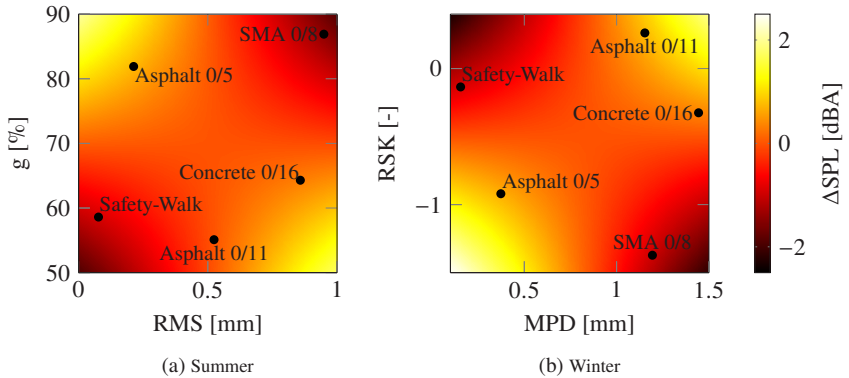 90
80
70
60
50
g [%]
SMA 0/8
Asphalt 0/5
Concrete 0/16
Safety-Walk
Asphalt 0/11
0
0.5
1
RMS [mm]
(a) Summer
0
−1
RSK [-]
Asphalt 0/11
Safety-Walk
Concrete 0/16
Asphalt 0/5
SMA 0/8
0.5
1
1.5
MPD [mm]
(b) Winter
2
0
−2
ΔSPL [dBA]